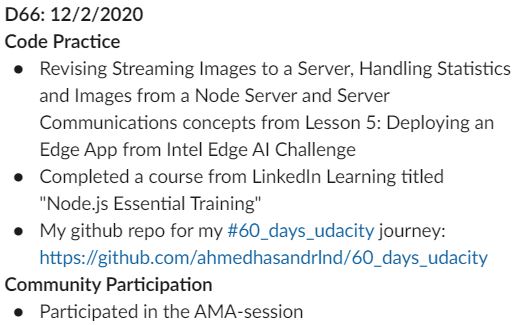 D66: 12/2/2020
Code Practice
● Revising Streaming Images to a Server, Handling Statistics
and Images from a Node Server and Server
Communications concepts from Lesson 5: Deploying an
Edge App from Intel Edge AI Challenge
● Completed a course from LinkedIn Learning titled
"Node.js Essential Training"
● My github repo for my #60_days_udacity journey:
https://github.com/ahmedhasandrlnd/60_days_udacity
Community Participation
● Participated in the AMA-session